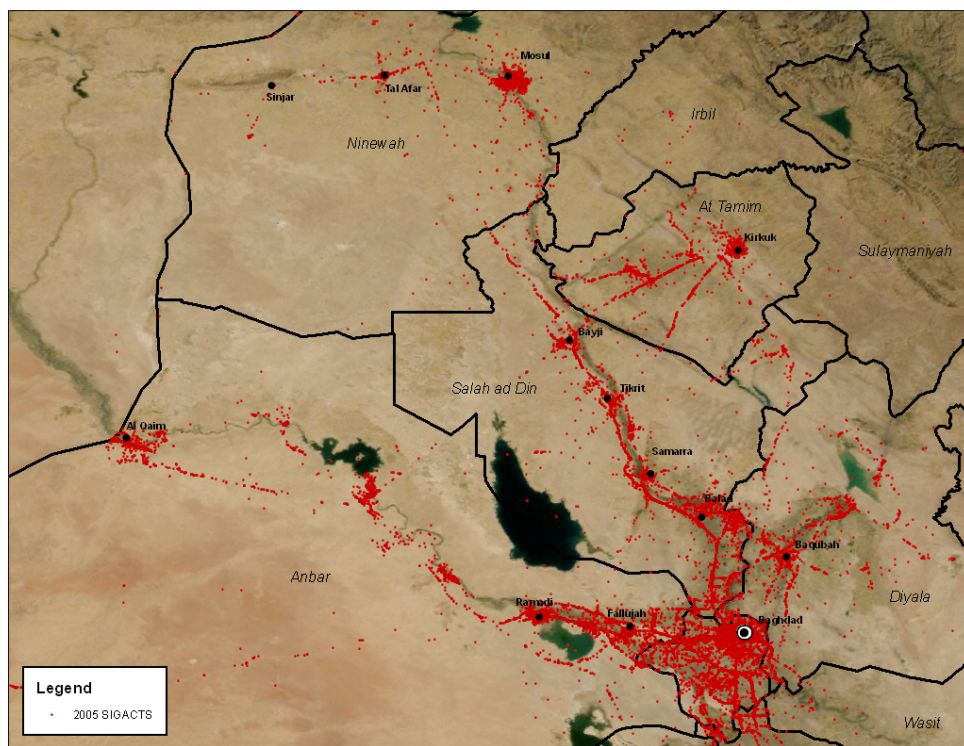 Mosul
Sinjar
Tal Afar
Ninewah
Irbil
At Tamim
Kirkuk
Sulaymaniyah
Bayji
Salah ad Din
Tikrit
Al Qaim
Samarra
Balad
Baqubah
Anbar
Diyala
Ramadi
Fallujah
Baghdad
Legend
2005 SIGACTS
Wasit